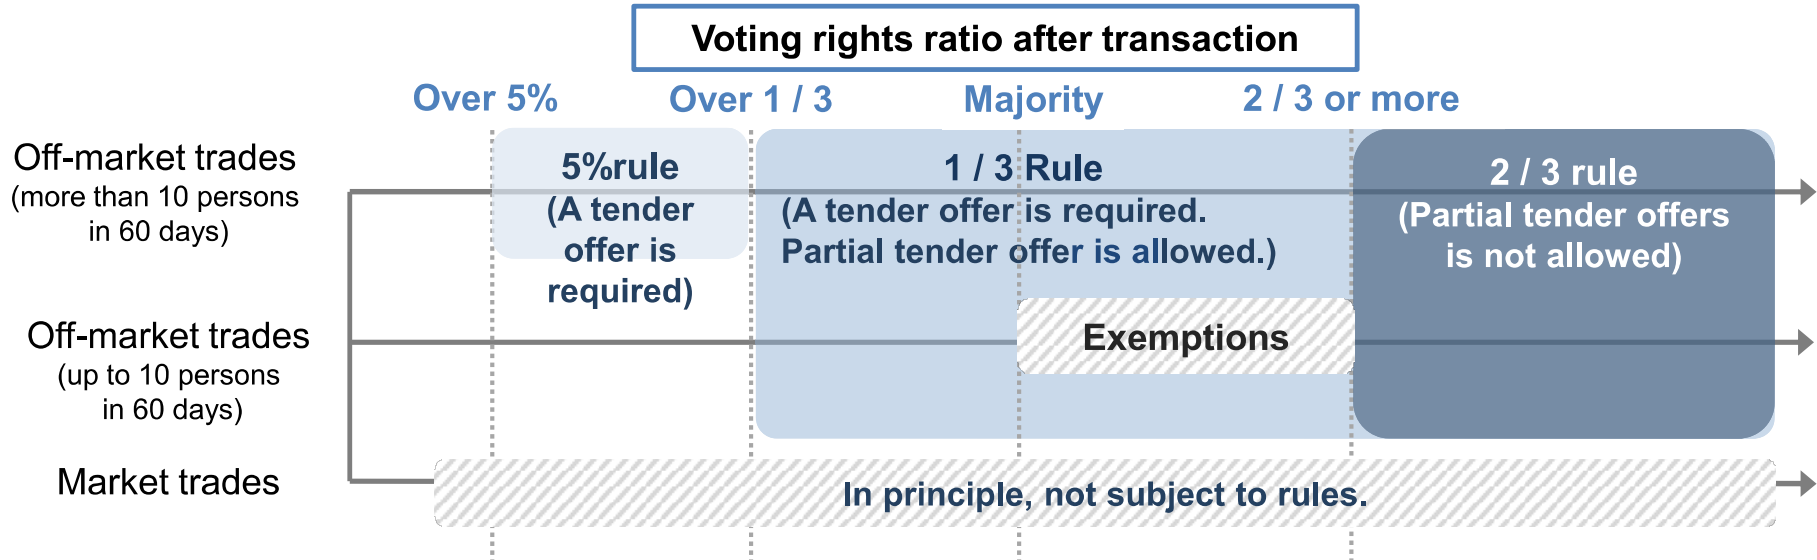 Voting rights ratio after transaction
Over 5%
Over 1 / 3
Majority
2 / 3 or more
Off-market trades
(more than 10 persons
in 60 days)
5%rule
(A tender
offer is
required)
1 / 3 Rule
(A tender offer is required.
Partial tender offer is allowed.)
2 / 3 rule
(Partial tender offers
is not allowed)
Off-market trades
(up to 10 persons
in 60 days)
Exemptions
Market trades
In principle, not subject to rules.